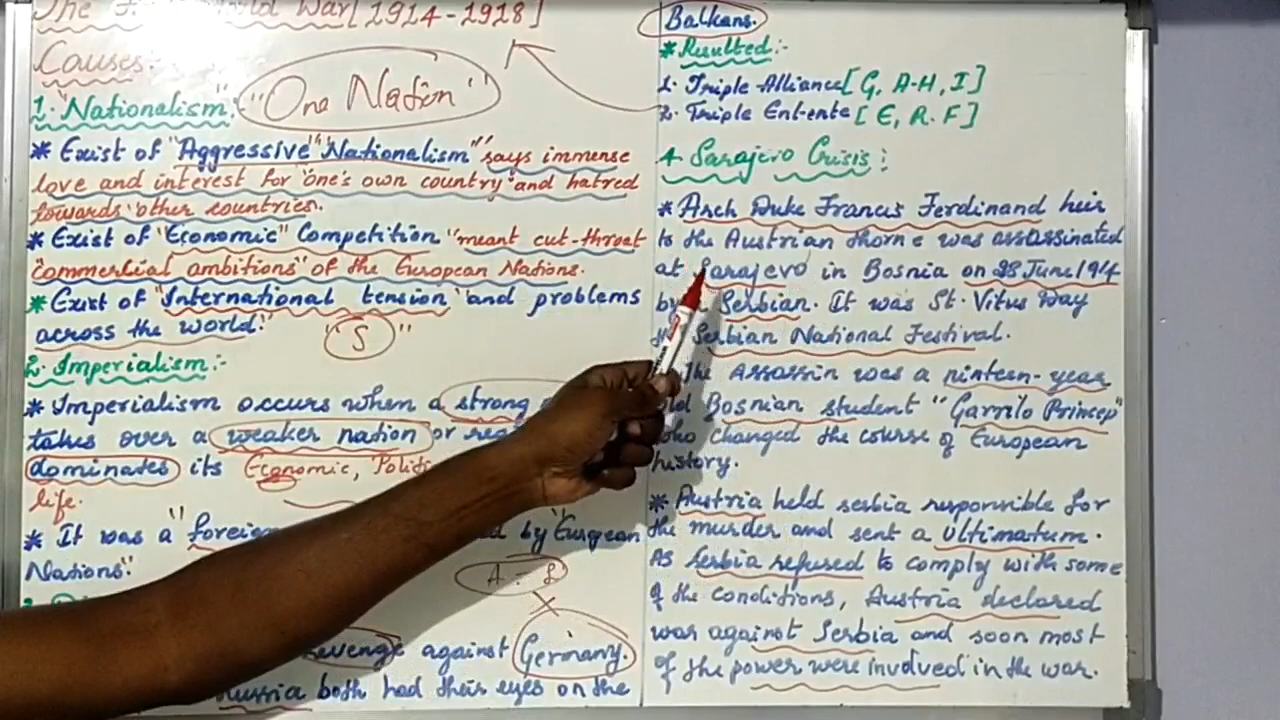 The F World War[1914-1918]
Causes:
1. "Nationalism": "One Nation"
* Exist of "Aggressive" "Nationalism" "says immense
love and interest for "one's own country" and hatred
towards other countries.
* Exist of "Economic" Competition "meant cut-throat
commercial ambitions" of the European Nations.
* Exist of "International tension" and problems
across the world."
"S"
2. Imperialism:-
* Imperialism occurs when a strong
takes over a weaker nation or
dominates its Economic, Politi
life.
* It was a "foreign by European
Nations."
A - L
revenge against Germany.
Russia both had their eyes on the
Balkans.
* Resulted:-
1. Triple Alliance[G, A-H, I]
2. Triple Entente[E, R. F]
4. Sarajevo Crisis:
* Arch Duke Francis Ferdinand heir
to the Austrian thorne was assassinated
at Sarajevo in Bosnia on 28 June 1914
by Serbian. It was St. Vitus Day
the Serbian National Festival.
The Assassin was a ninteen-year
old Bosnian student "Garrilo Princep"
who changed the course of European
history.
* Austria held serbia responsible for
the murder and sent a Ultimatum.
As Serbia refused to comply with some
of the conditions, Austria declared
war against Serbia and soon most
of the power were involved in the war.